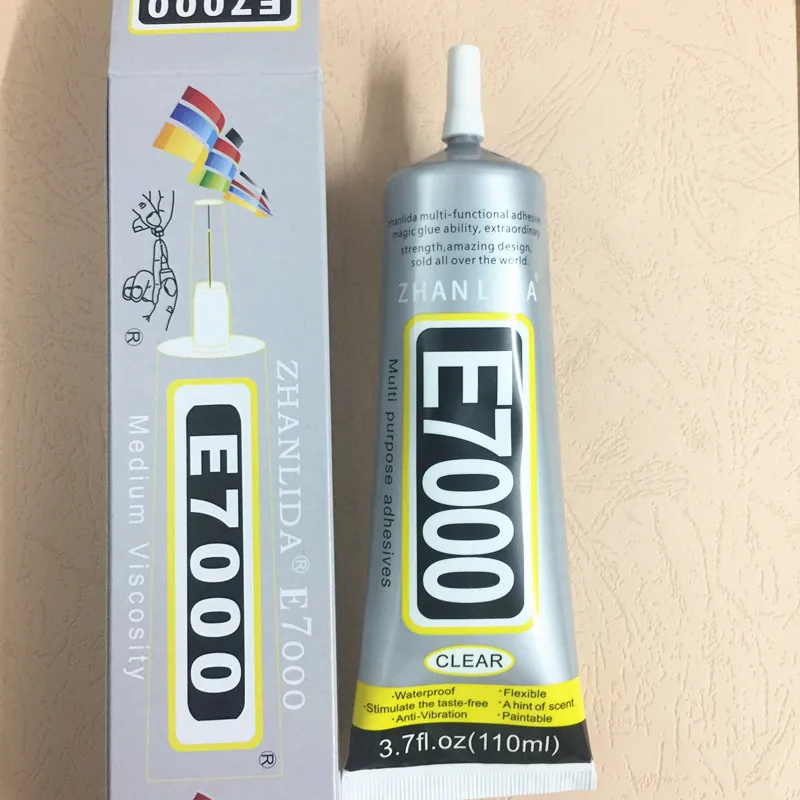 E7000
ZHANLIDA® E7000
E7000
®
Medium Viscosity
®
zhanlida multi-functional adhesive
magic glue ability, extraordinary
strength,amazing design,
sold all over the world.
ZHANLIDA®
E7000
Multi purpose adhesives
CLEAR
·Waterproof
·Flexible
·Stimulate the taste-free
·A hint of scent
·Anti-Vibration
·Paintable
3.7fl.oz(110ml)